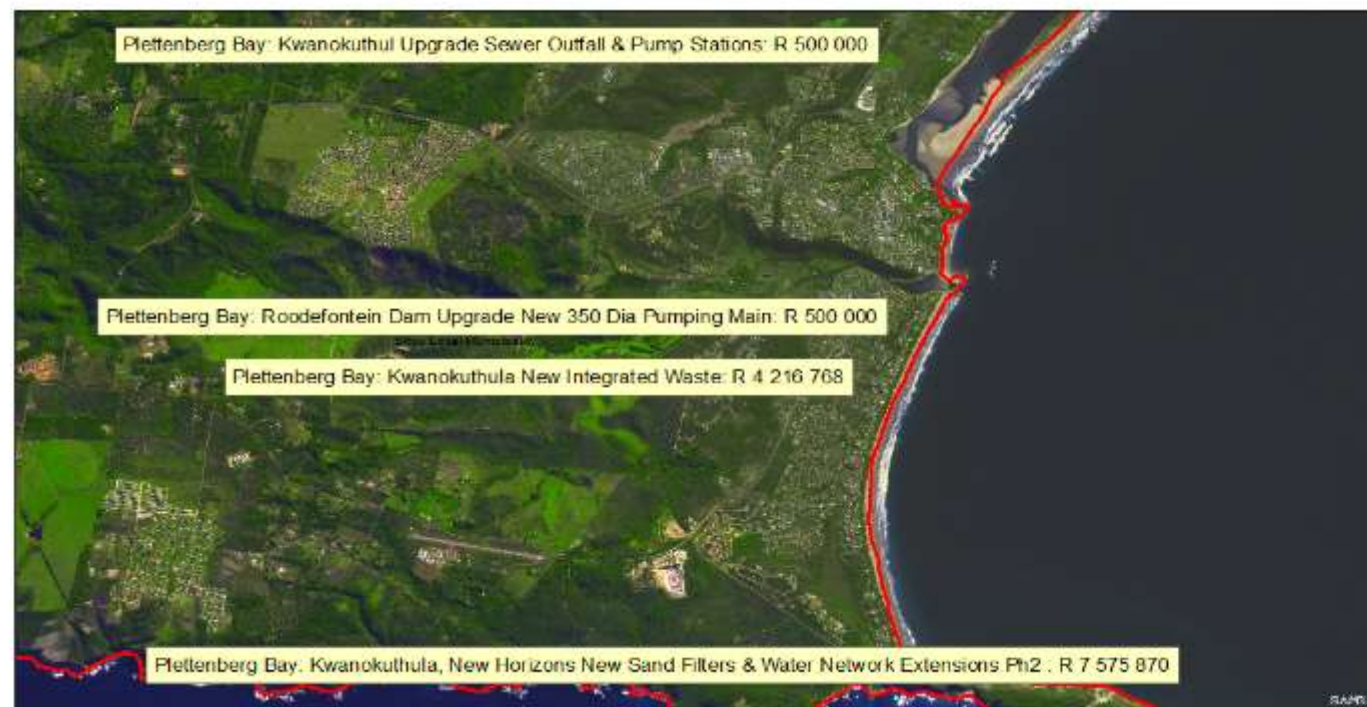 Plettenberg Bay: Kwanokuthul Upgrade Sewer Outfall & Pump Stations: R 500 000
Plettenberg Bay: Roodefontein Dam Upgrade New 350 Dia Pumping Main: R 500 000
Plettenberg Bay: Kwanokuthula New Integrated Waste: R 4 216 768
Plettenberg Bay: Kwanokuthula, New Horizons New Sand Filters & Water Network Extensions Ph2 : R 7 575 870